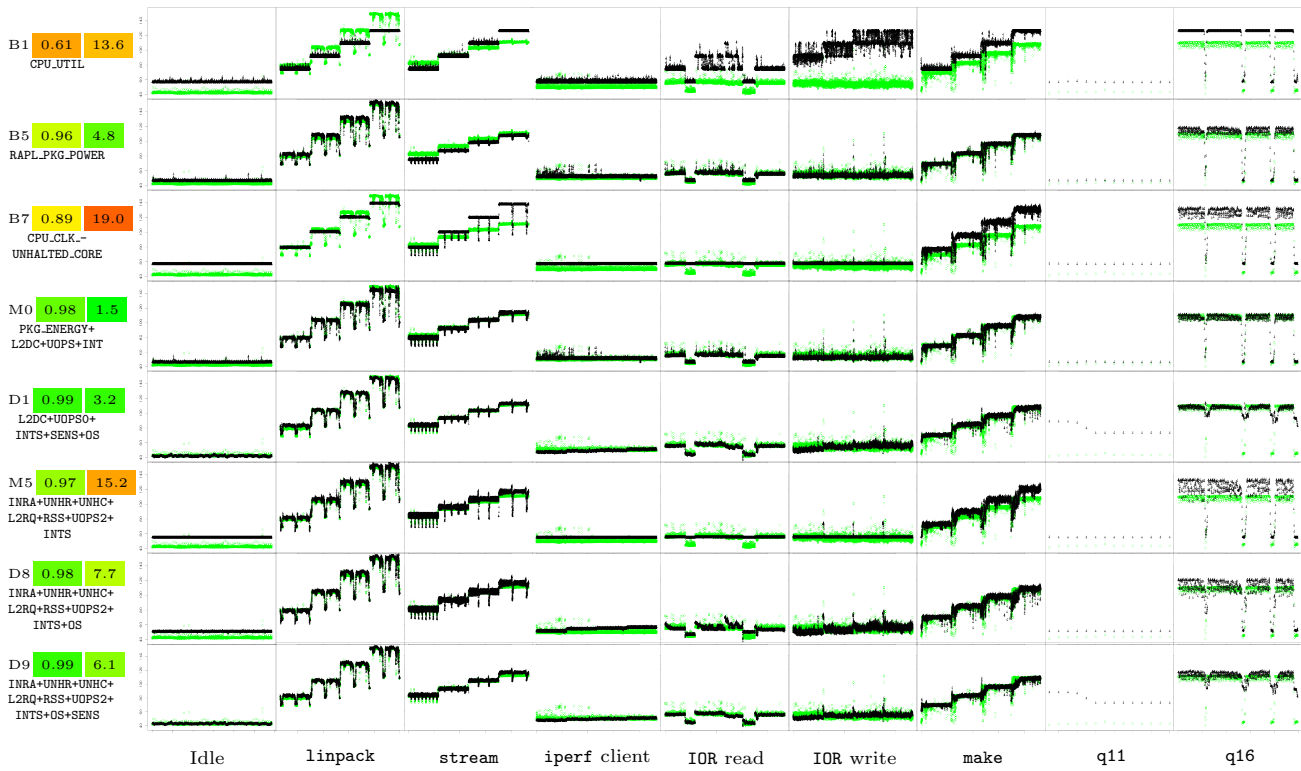 B1 0.61 13.6
CPU_UTIL
B5 0.96 4.8
RAPL_PKG_POWER
B7 0.89 19.0
CPU_CLK_-
UNHALTED_CORE
M0 0.98 1.5
PKG_ENERGY+
L2DC+UOPS+INT
D1 0.99 3.2
L2DC+UOPS0+
INTS+SENS+OS
M5 0.97 15.2
INRA+UNHR+UNHC+
L2RQ+RSS+UOPS2+
INTS
D8 0.98 7.7
INRA+UNHR+UNHC+
L2RQ+RSS+UOPS2+
INTS+OS
D9 0.99 6.1
INRA+UNHR+UNHC+
L2RQ+RSS+UOPS2+
INTS+OS+SENS
Idle linpack stream iperf client IOR read IOR write make q11 q16